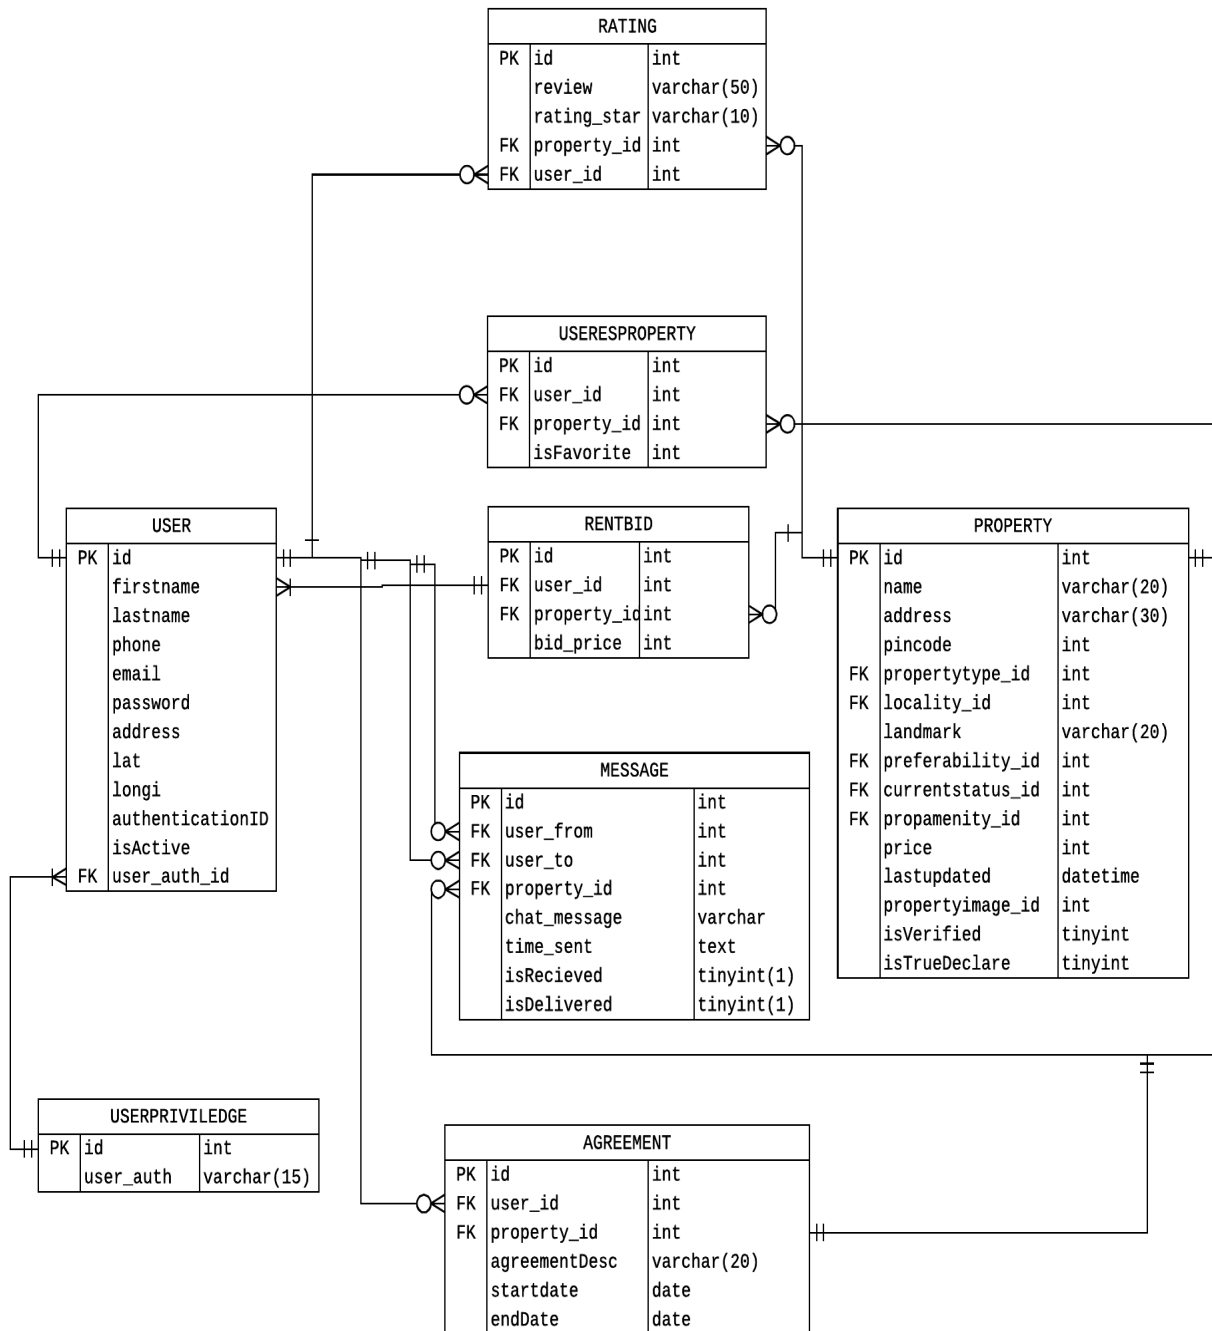 RATING
PK id int
review varchar(50)
rating_star varchar(10)
FK property_id int
FK user_id int
USERESPROPERTY
PK id int
FK user_id int
FK property_id int
isFavorite int
USER
PK id
firstname
lastname
phone
email
password
address
lat
longi
authenticationID
isActive
FK user_auth_id
RENTBID
PK id int
FK user_id int
FK property_id int
bid_price int
PROPERTY
PK id int
name varchar(20)
address varchar(30)
pincode int
FK propertytype_id int
FK locality_id int
landmark varchar(20)
FK preferability_id int
FK currentstatus_id int
FK propamenity_id int
price int
lastupdated datetime
propertyimage_id int
isVerified tinyint
isTrueDeclare tinyint
MESSAGE
PK id int
FK user_from int
FK user_to int
FK property_id int
chat_message varchar
time_sent text
isRecieved tinyint(1)
isDelivered tinyint(1)
USERPRIVILEDGE
PK id int
user_auth varchar(15)
AGREEMENT
PK id int
FK user_id int
FK property_id int
agreementDesc varchar(20)
startdate date
endDate date